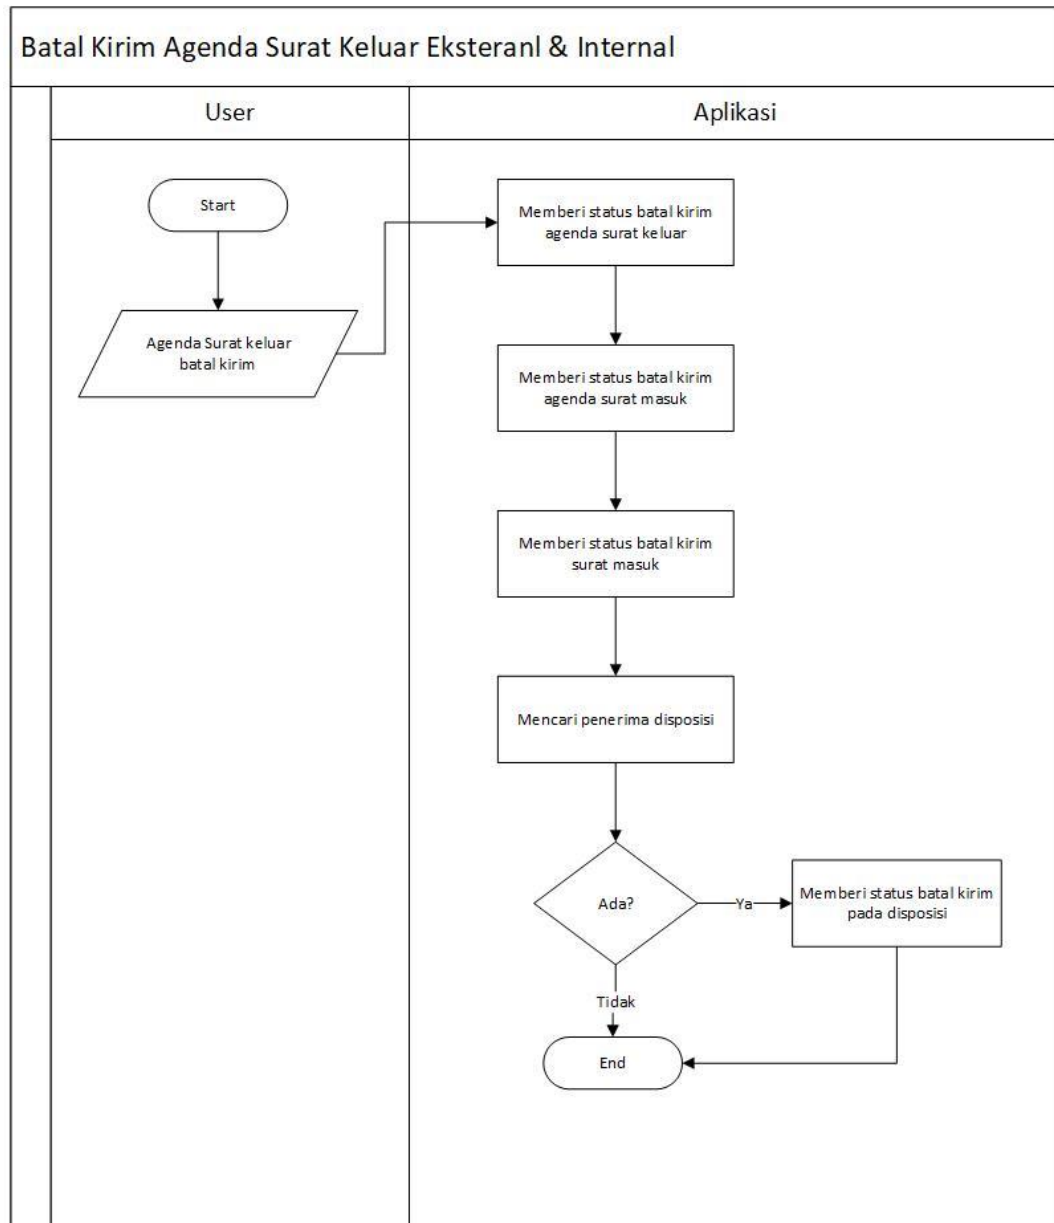 Batal Kirim Agenda Surat Keluar Eksteranl & Internal
User
Aplikasi
Start
Agenda Surat keluar
batal kirim
Memberi status batal kirim
agenda surat keluar
Memberi status batal kirim
agenda surat masuk
Memberi status batal kirim
surat masuk
Mencari penerima disposisi
Ada?
Ya
Memberi status batal kirim
pada disposisi
Tidak
End